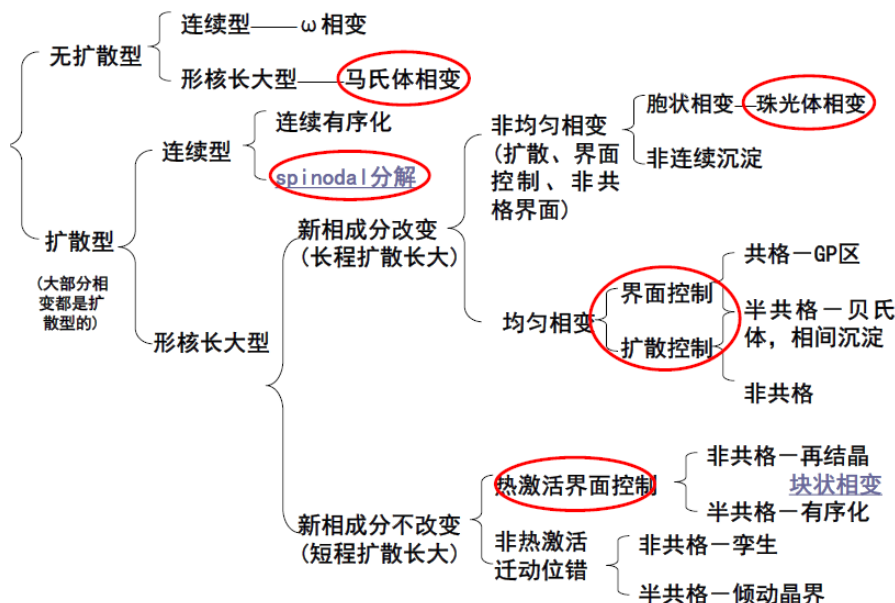 连续型——ω相变
无扩散型
形核长大型——马氏体相变
连续有序化
连续型
spinodal分解
胞状相变—珠光体相变
非均匀相变
(扩散、界面
控制、非共
格界面)
非连续沉淀
扩散型
(大部分相
变都是扩
散型的)
新相成分改变
(长程扩散长大)
共格—GP区
界面控制
半共格—贝氏
体，相间沉淀
均匀相变
扩散控制
非共格
形核长大型
非共格—再结晶
热激活界面控制
块状相变
半共格—有序化
新相成分不改变
(短程扩散长大)
非热激活
迁动位错
非共格—孪生
半共格—倾动晶界